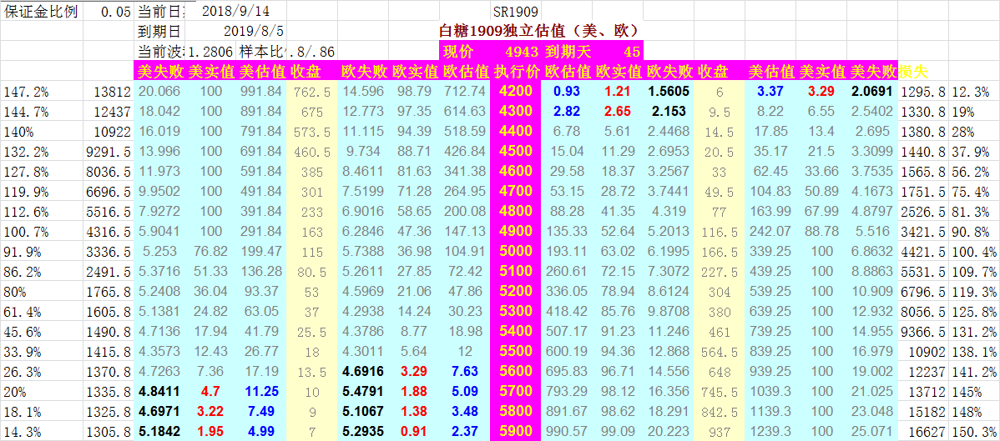 保证金比例 0.05 当前日 2018/9/14 SR1909
到期日 2019/8/5 白糖1909独立估值（美、欧）
当前波 1.2806 样本比 .8/.86 现价 4943 到期天 45
美失败 美实值 美估值 收盘 欧失败 欧实值 欧估值 执行价 欧估值 欧实值 欧失败 收盘 美估值 美实值 美失败 损失
147.2% 13812 20.066 100 991.84 762.5 14.596 98.79 712.74 4200 0.93 1.21 1.5605 6 3.37 3.29 2.0691 1295.8 12.3%
144.7% 12437 18.042 100 891.84 675 12.773 97.35 614.63 4300 2.82 2.65 2.153 9.5 8.22 6.55 2.5402 1330.8 19%
140% 10922 16.019 100 791.84 573.5 11.115 94.39 518.59 4400 6.78 5.61 2.4468 14.5 17.85 13.4 2.695 1380.8 28%
132.2% 9291.5 13.996 100 691.84 460.5 9.734 88.71 426.84 4500 15.04 11.29 2.6953 20.5 35.17 21.5 3.3099 1440.8 37.9%
127.8% 8036.5 11.973 100 591.84 385 8.4611 81.63 341.38 4600 29.58 18.37 3.2567 33 62.45 33.66 3.7535 1565.8 56.2%
119.9% 6696.5 9.9502 100 491.84 301 7.5199 71.28 264.95 4700 53.15 28.72 3.7441 49.5 104.83 50.89 4.1673 1751.5 75.4%
112.6% 5516.5 7.9272 100 391.84 233 6.9016 58.65 200.08 4800 88.28 41.35 4.319 77 163.99 67.99 4.8797 2526.5 81.3%
100.7% 4316.5 5.9041 100 291.84 163 6.2846 47.36 147.13 4900 135.33 52.64 5.2013 116.5 242.07 88.78 5.516 3421.5 90.8%
91.9% 3336.5 5.253 76.82 199.47 115 5.7388 36.98 104.91 5000 193.11 63.02 6.1995 166.5 339.25 100 6.8632 4421.5 100.4%
86.2% 2491.5 5.3716 51.33 136.28 80.5 5.2611 27.85 72.42 5100 260.61 72.15 7.3072 227.5 439.25 100 8.8863 5531.5 109.7%
80% 1765.8 5.2408 36.04 93.37 53 4.5969 21.06 47.86 5200 336.05 78.94 8.6124 304 539.25 100 10.909 6796.5 119.3%
61.4% 1605.8 5.1381 24.82 63.05 37 4.2938 14.24 30.23 5300 418.42 85.76 9.8708 380 639.25 100 12.932 8056.5 125.8%
45.6% 1490.8 4.7136 17.94 41.79 25.5 4.3786 8.77 18.98 5400 507.17 91.23 11.246 461 739.25 100 14.955 9366.5 131.2%
33.9% 1415.8 4.3573 12.43 26.77 18 4.3011 5.64 12 5500 600.19 94.36 12.868 564.5 839.25 100 16.979 10902 138.1%
26.3% 1370.8 4.7263 7.36 17.19 13.5 4.6916 3.29 7.63 5600 695.83 96.71 14.556 648 939.25 100 19.002 12237 141.2%
20% 1335.8 4.8411 4.7 11.25 10 5.4791 1.88 5.09 5700 793.29 98.12 16.356 745.5 1039.3 100 21.025 13712 145%
18.1% 1325.8 4.6971 3.22 7.49 9 5.1067 1.38 3.48 5800 891.67 98.62 18.291 842.5 1139.3 100 23.048 15182 148%
14.3% 1305.8 5.1842 1.95 4.99 7 5.2935 0.91 2.37 5900 990.57 99.09 20.223 937 1239.3 100 25.071 16627 150.3%